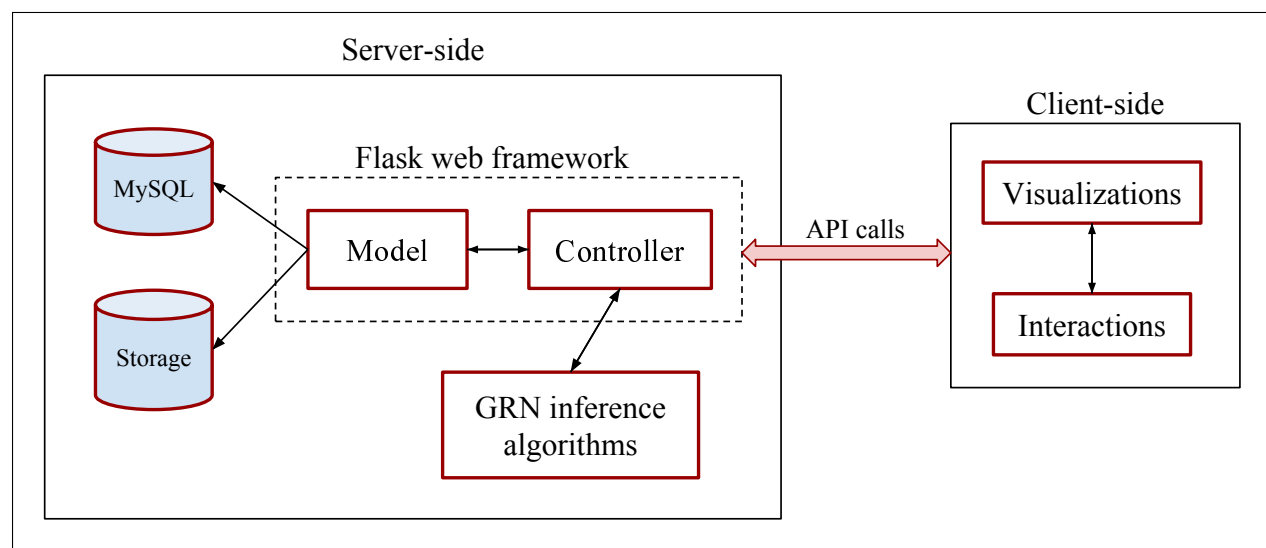 Server-side
Client-side
Flask web framework
MySQL
Visualizations
Model
Controller
API calls
Interactions
Storage
GRN inference
algorithms